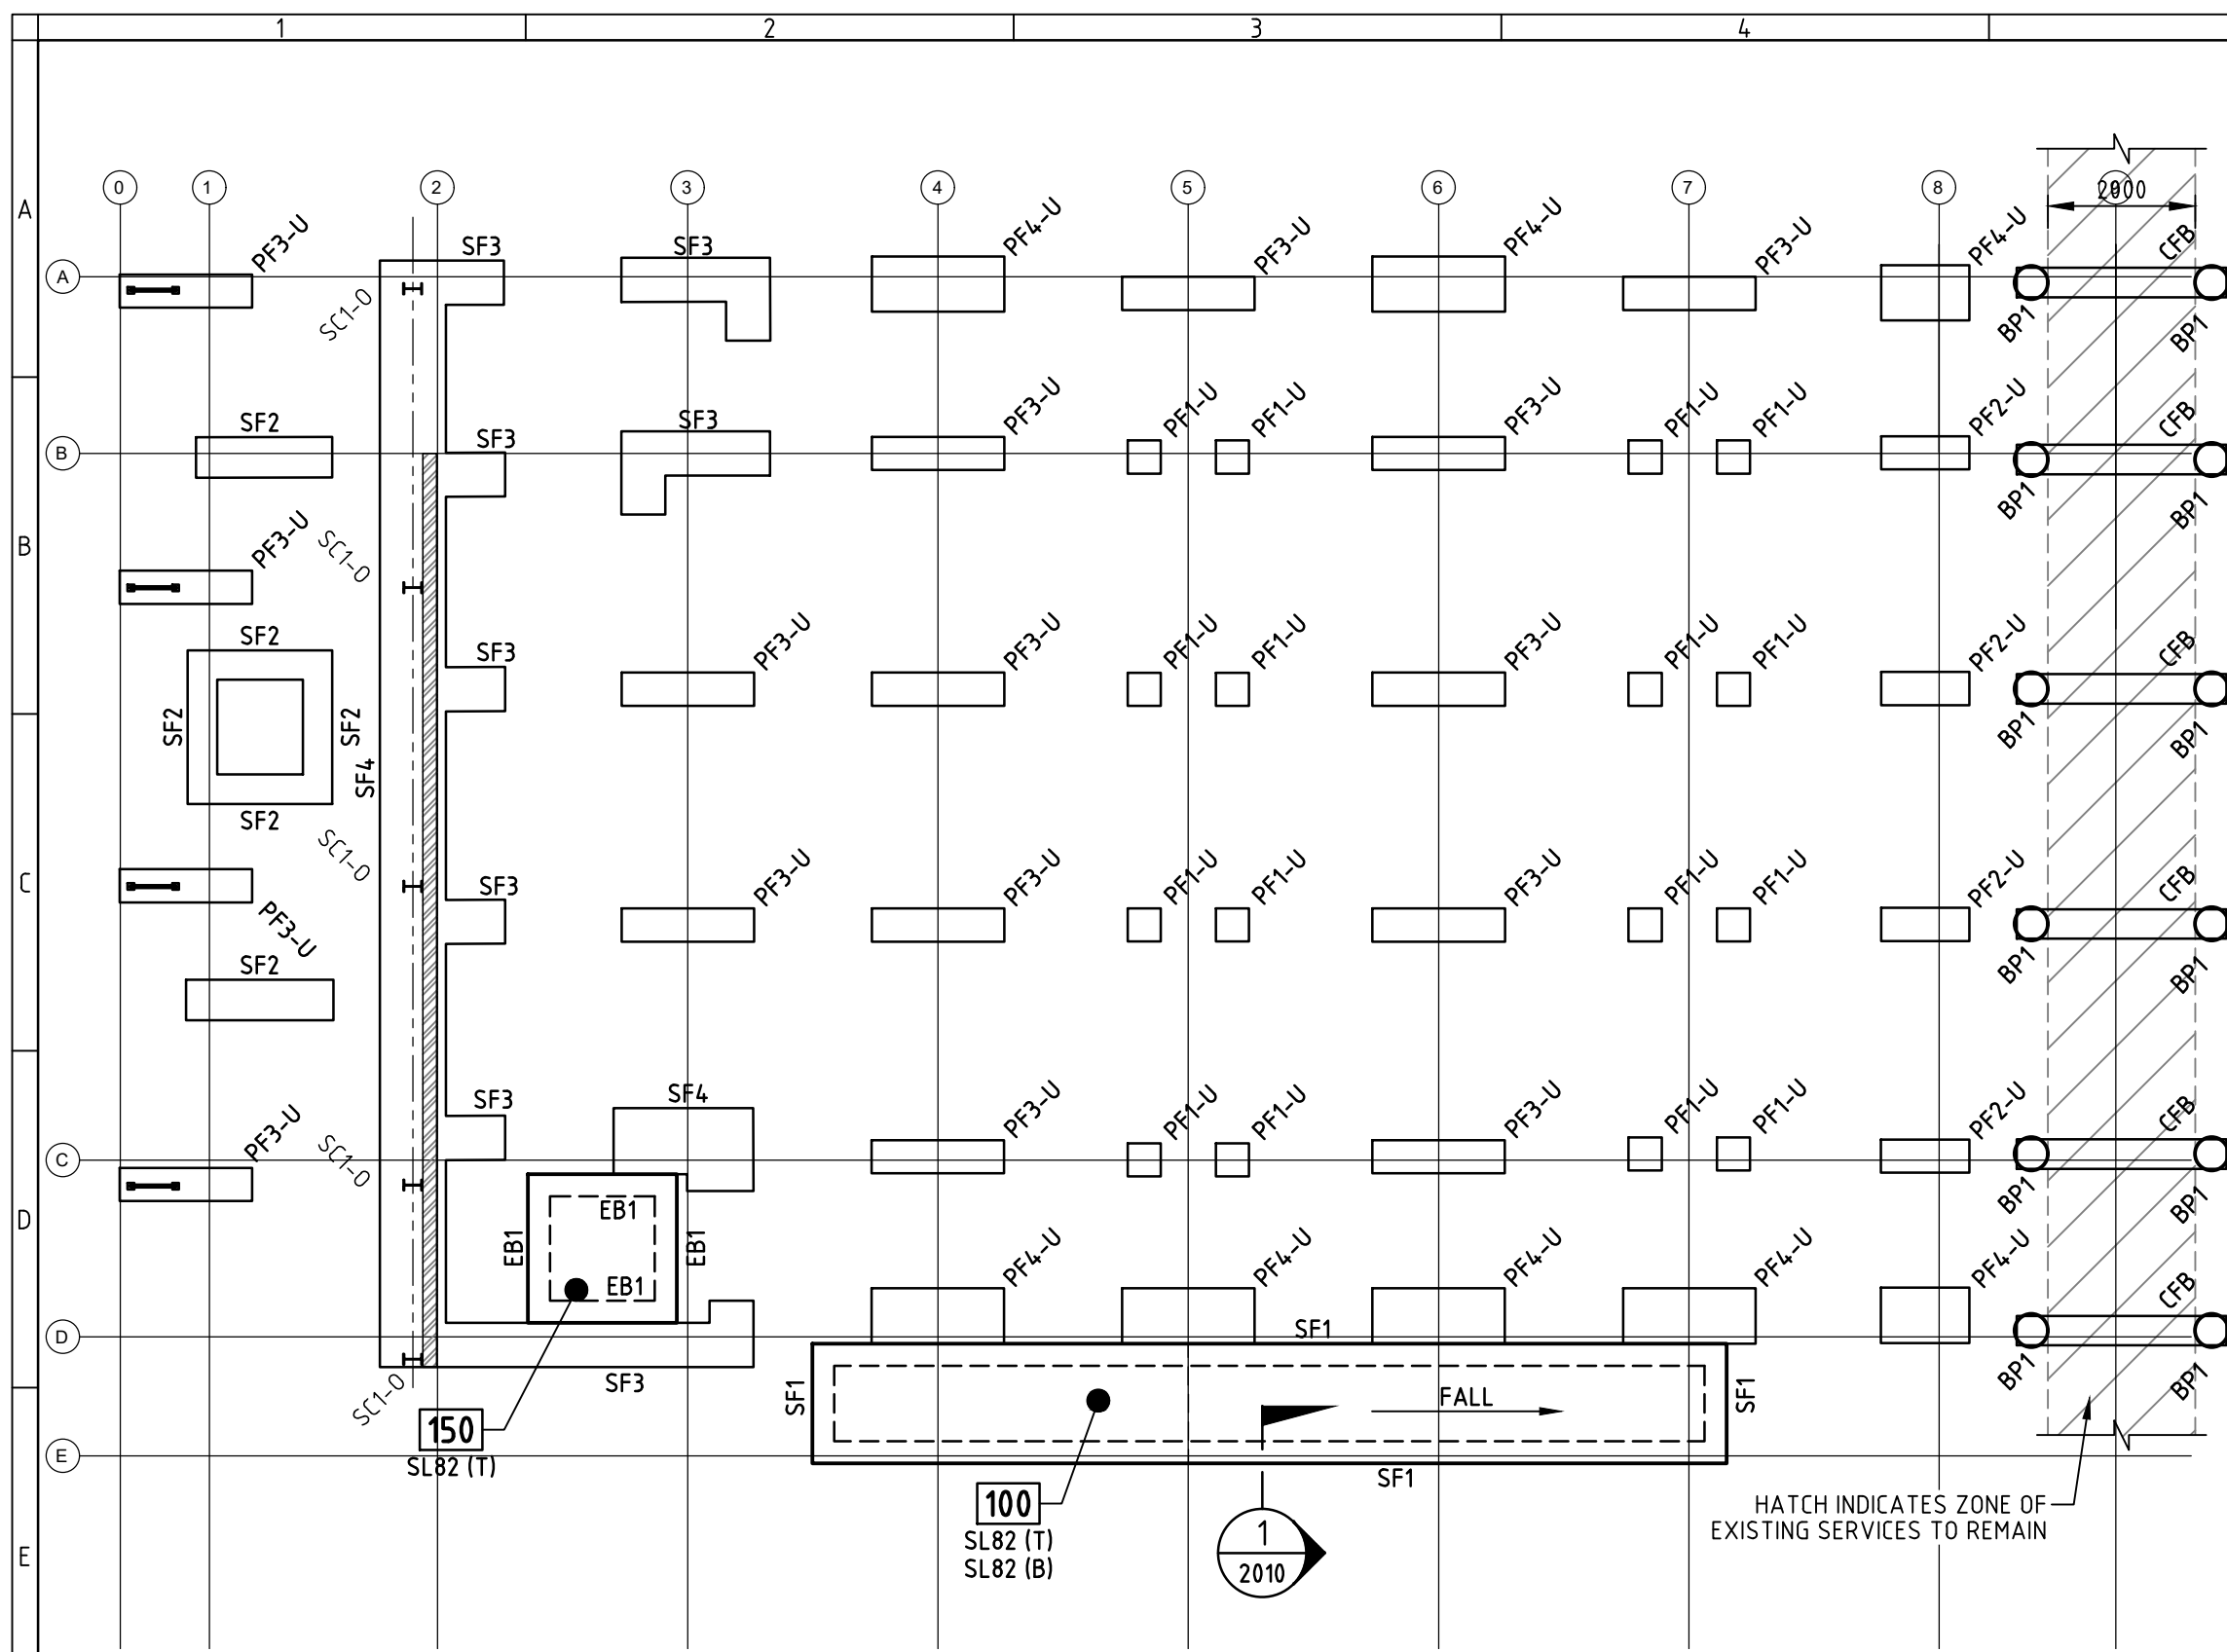 1 2 3 4
A
B
C
D
E
0 1 2 3 4 5 6 7 8
2900
A
PF3-U SF3 SF3 PF4-U PF3-U PF4-U PF3-U PF4-U CFB
SC1-0 BP1 BP1
B
SF2 SF3 SF3 PF3-U PF1-U PF1-U PF3-U PF1-U PF1-U PF2-U CFB
BP1 BP1
PF3-U SC1-0
SF2 SF3 PF3-U PF3-U PF1-U PF1-U PF3-U PF1-U PF1-U PF2-U CFB
SF2 SF2 SF4 BP1 BP1
SF2
SC1-0 SF3 PF3-U PF3-U PF1-U PF1-U PF3-U PF1-U PF1-U PF2-U CFB
PF3-U BP1 BP1
SF2
PF3-U SC1-0 SF3 SF4 PF3-U PF1-U PF1-U PF3-U PF1-U PF1-U PF2-U CFB
C
BP1 BP1
EB1
EB1 EB1
EB1
PF4-U PF4-U PF4-U PF4-U PF4-U CFB
D
SF1
BP1 BP1
SC1-0 SF3 SF1 FALL SF1
150
SL82 (T)
E
SF1
100
SL82 (T)
SL82 (B)
1
2010
HATCH INDICATES ZONE OF
EXISTING SERVICES TO REMAIN